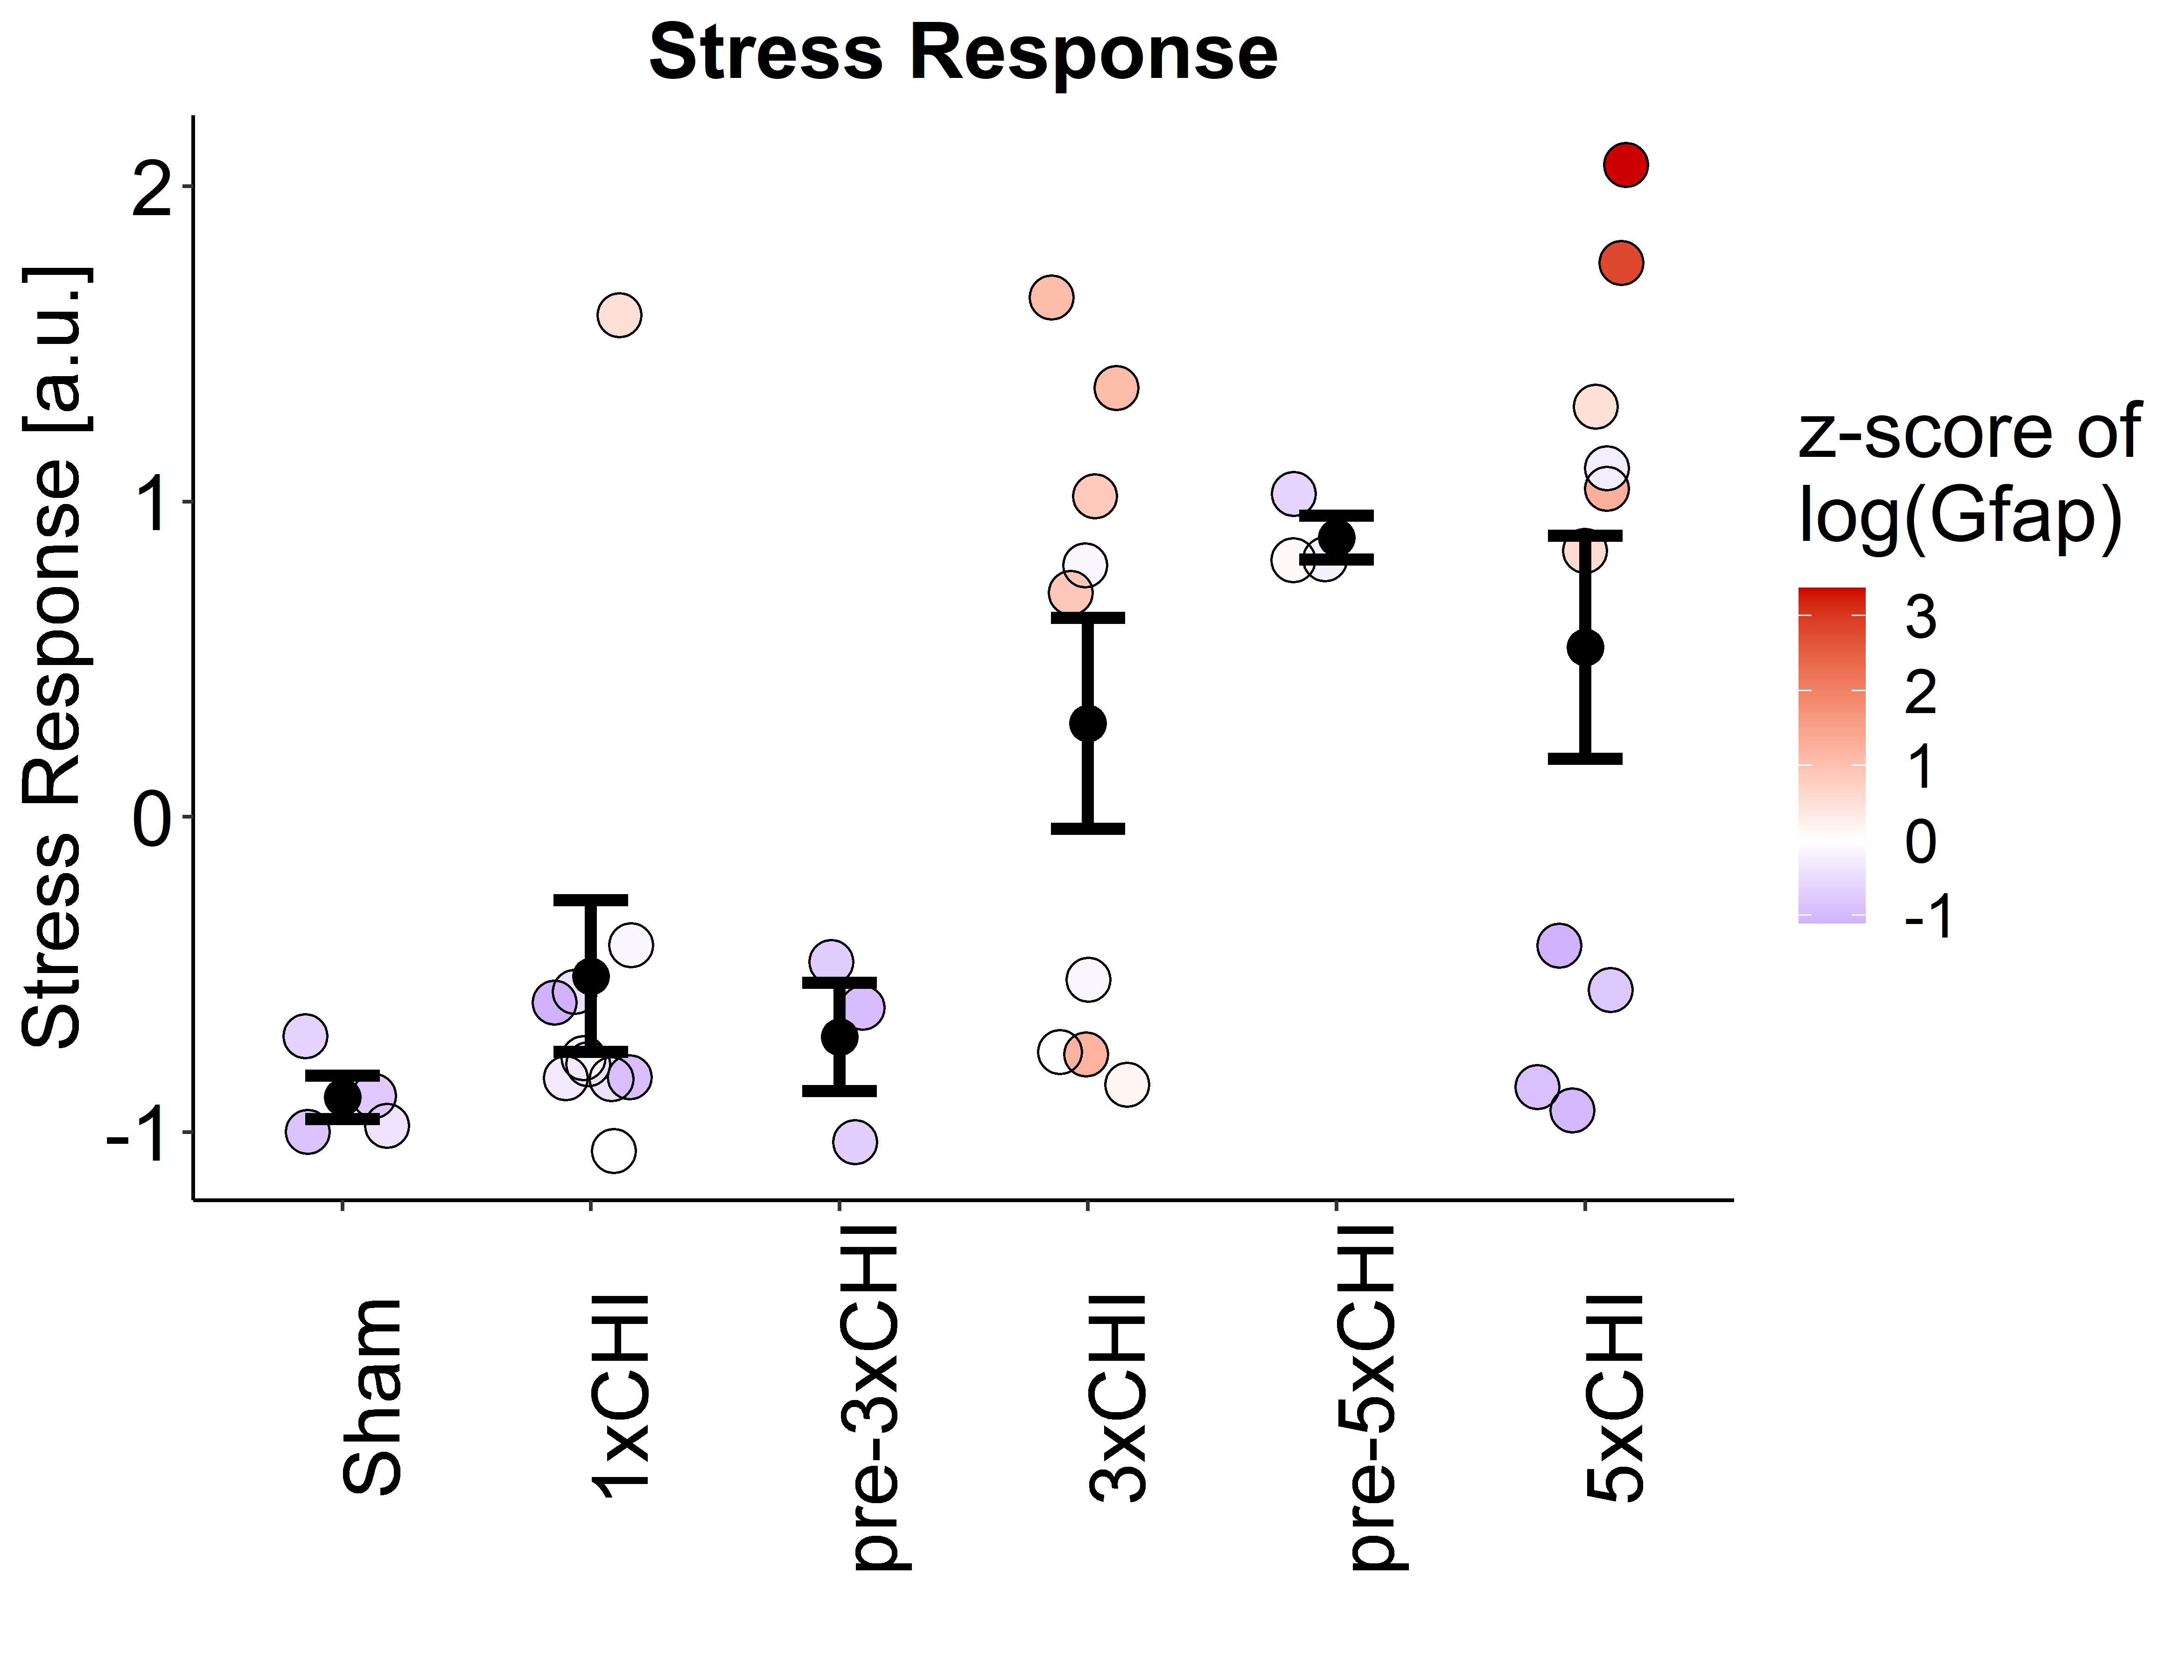 Stress Response
Stress Response [a.u.]
2
1
0
-1
Sham
1xCHI
pre-3xCHI
3xCHI
pre-5xCHI
5xCHI
z-score of
log(Gfap)
3
2
1
0
-1